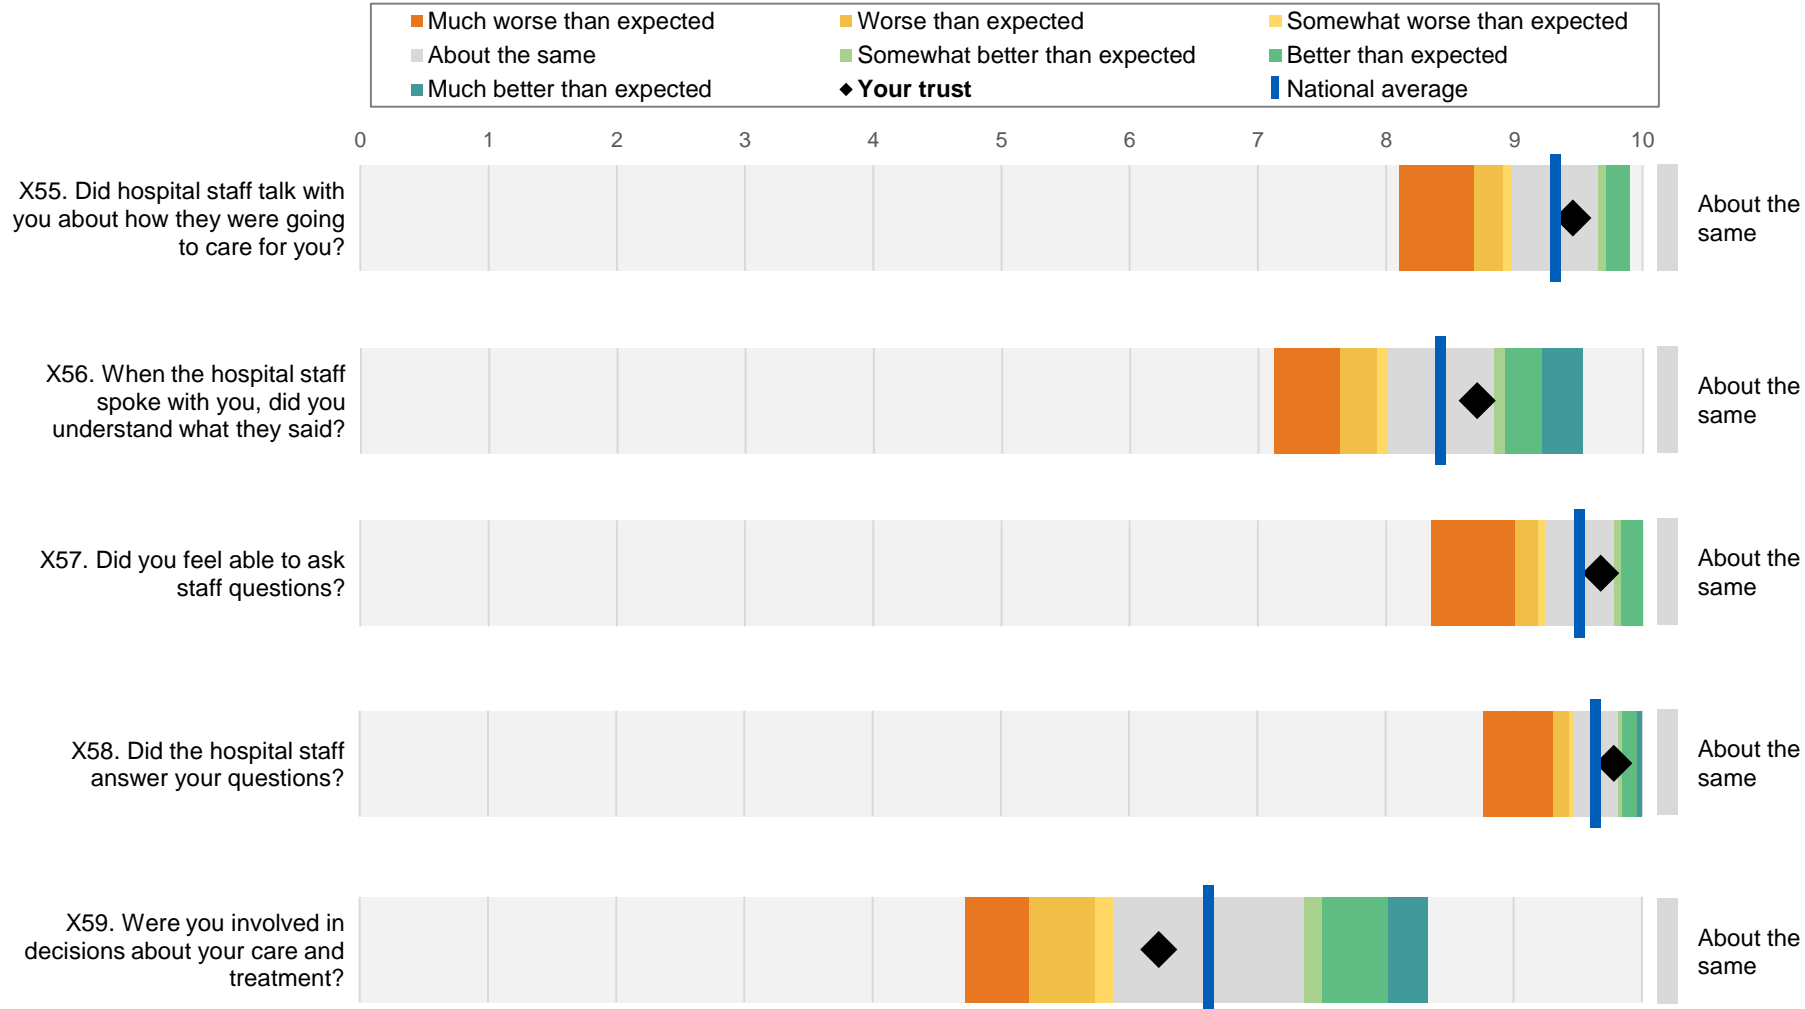 Much worse than expected
Worse than expected
Somewhat worse than expected
About the same
Somewhat better than expected
Better than expected
Much better than expected
Your trust
National average
0 1 2 3 4 5 6 7 8 9 10
X55. Did hospital staff talk with
you about how they were going
to care for you?
About the
same
X56. When the hospital staff
spoke with you, did you
understand what they said?
About the
same
X57. Did you feel able to ask
staff questions?
About the
same
X58. Did the hospital staff
answer your questions?
About the
same
X59. Were you involved in
decisions about your care and
treatment?
About the
same